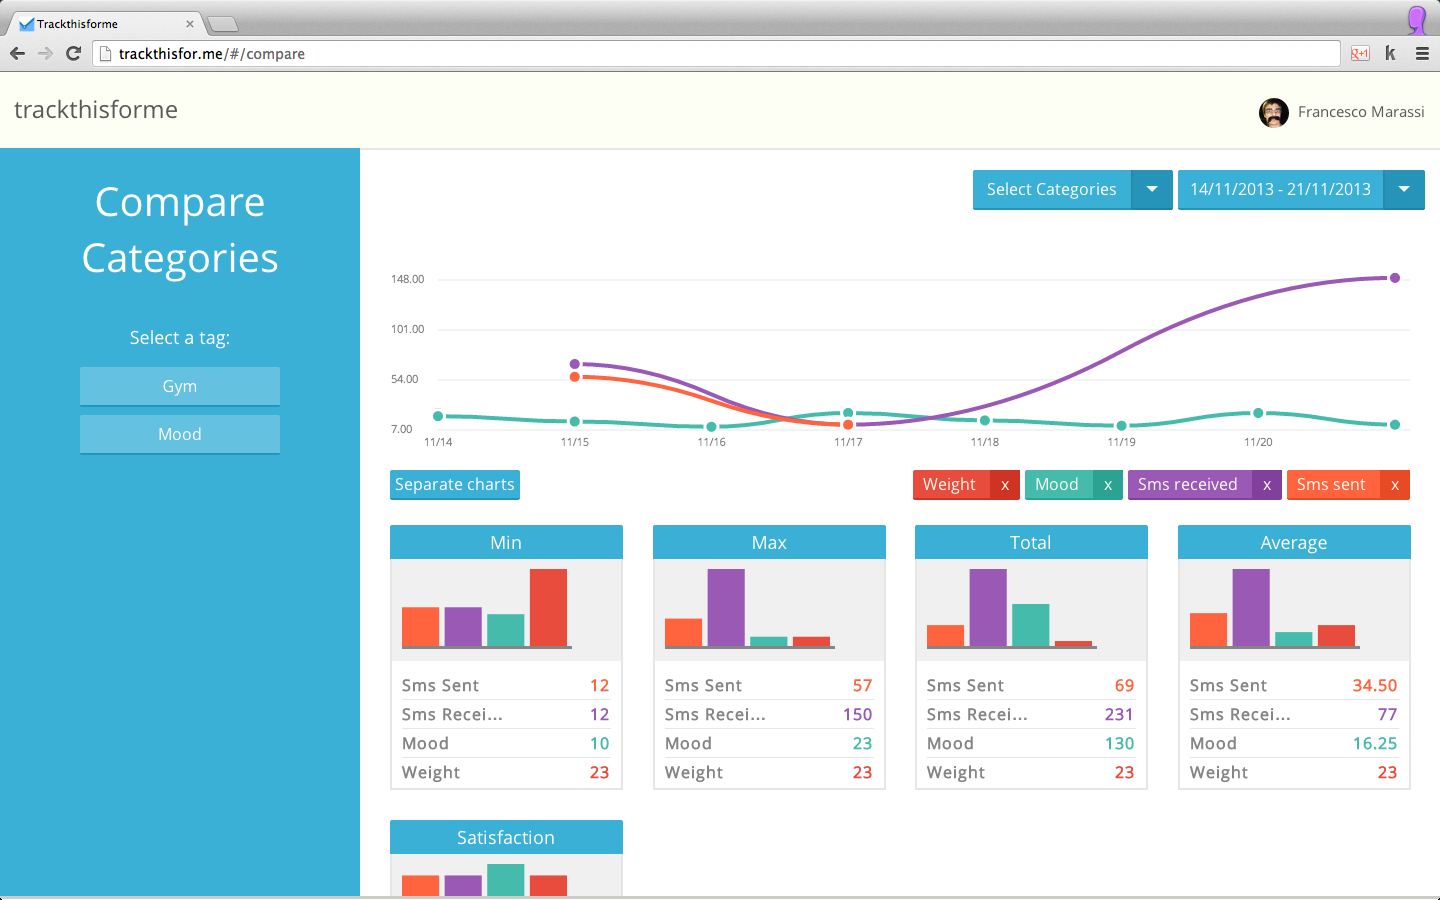 Trackthisforme
trackthisfor.me/#/compare
trackthisforme
Francesco Marassi
Compare
Categories
Select a tag:
Gym
Mood
Select Categories
14/11/2013 - 21/11/2013
148.00
101.00
54.00
7.00
11/14 11/15 11/16 11/17 11/18 11/19 11/20
Separate charts
Weight x
Mood x
Sms received x
Sms sent x
Min
Sms Sent 12
Sms Recei... 12
Mood 10
Weight 23
Max
Sms Sent 57
Sms Recei... 150
Mood 23
Weight 23
Total
Sms Sent 69
Sms Recei... 231
Mood 130
Weight 23
Average
Sms Sent 34.50
Sms Recei... 77
Mood 16.25
Weight 23
Satisfaction